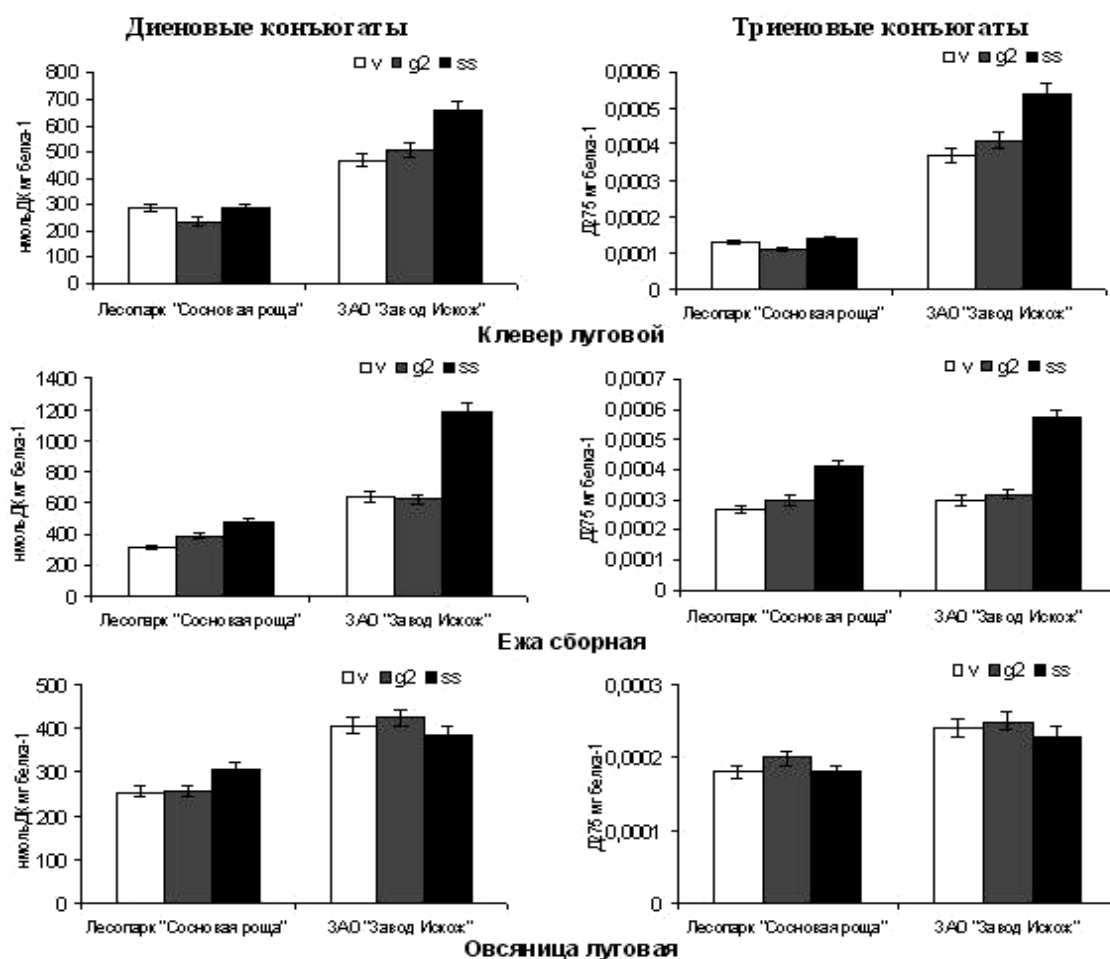 Диеновые конъюгаты
Триеновые конъюгаты
v g2 ss
нмольДК мг белка-1
800
700
600
500
400
300
200
100
0
Лесопарк "Сосновая роща" ЗАО "Завод Искож"
v g2 ss
Д275 мг белка-1
0,0006
0,0005
0,0004
0,0003
0,0002
0,0001
0
Лесопарк "Сосновая роща" ЗАО "Завод Искож"
Клевер луговой
v g2 ss
нмольДК мг белка-1
1400
1200
1000
800
600
400
200
0
Лесопарк "Сосновая роща" ЗАО "Завод Искож"
v g2 ss
Д275 мг белка-1
0,0007
0,0006
0,0005
0,0004
0,0003
0,0002
0,0001
0
Лесопарк "Сосновая роща" ЗАО "Завод Искож"
Ежа сборная
v g2 ss
нмольДК мг белка-1
500
400
300
200
100
0
Лесопарк "Сосновая роща" ЗАО "Завод Искож"
v g2 ss
Д275 мг белка-1
0,0003
0,0002
0,0001
0
Лесопарк "Сосновая роща" ЗАО "Завод Искож"
Овсяница луговая